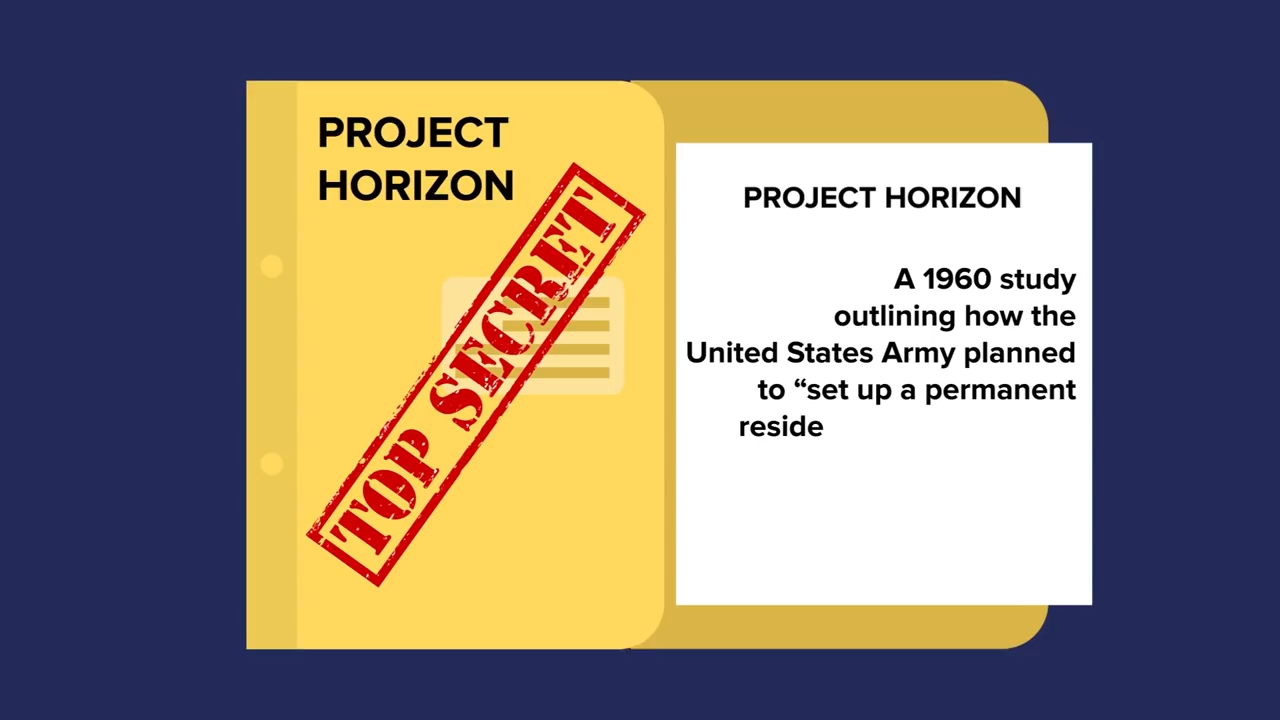 PROJECT
HORIZON
TOP SECRET
PROJECT HORIZON
A 1960 study
outlining how the
United States Army planned
to “set up a permanent
reside